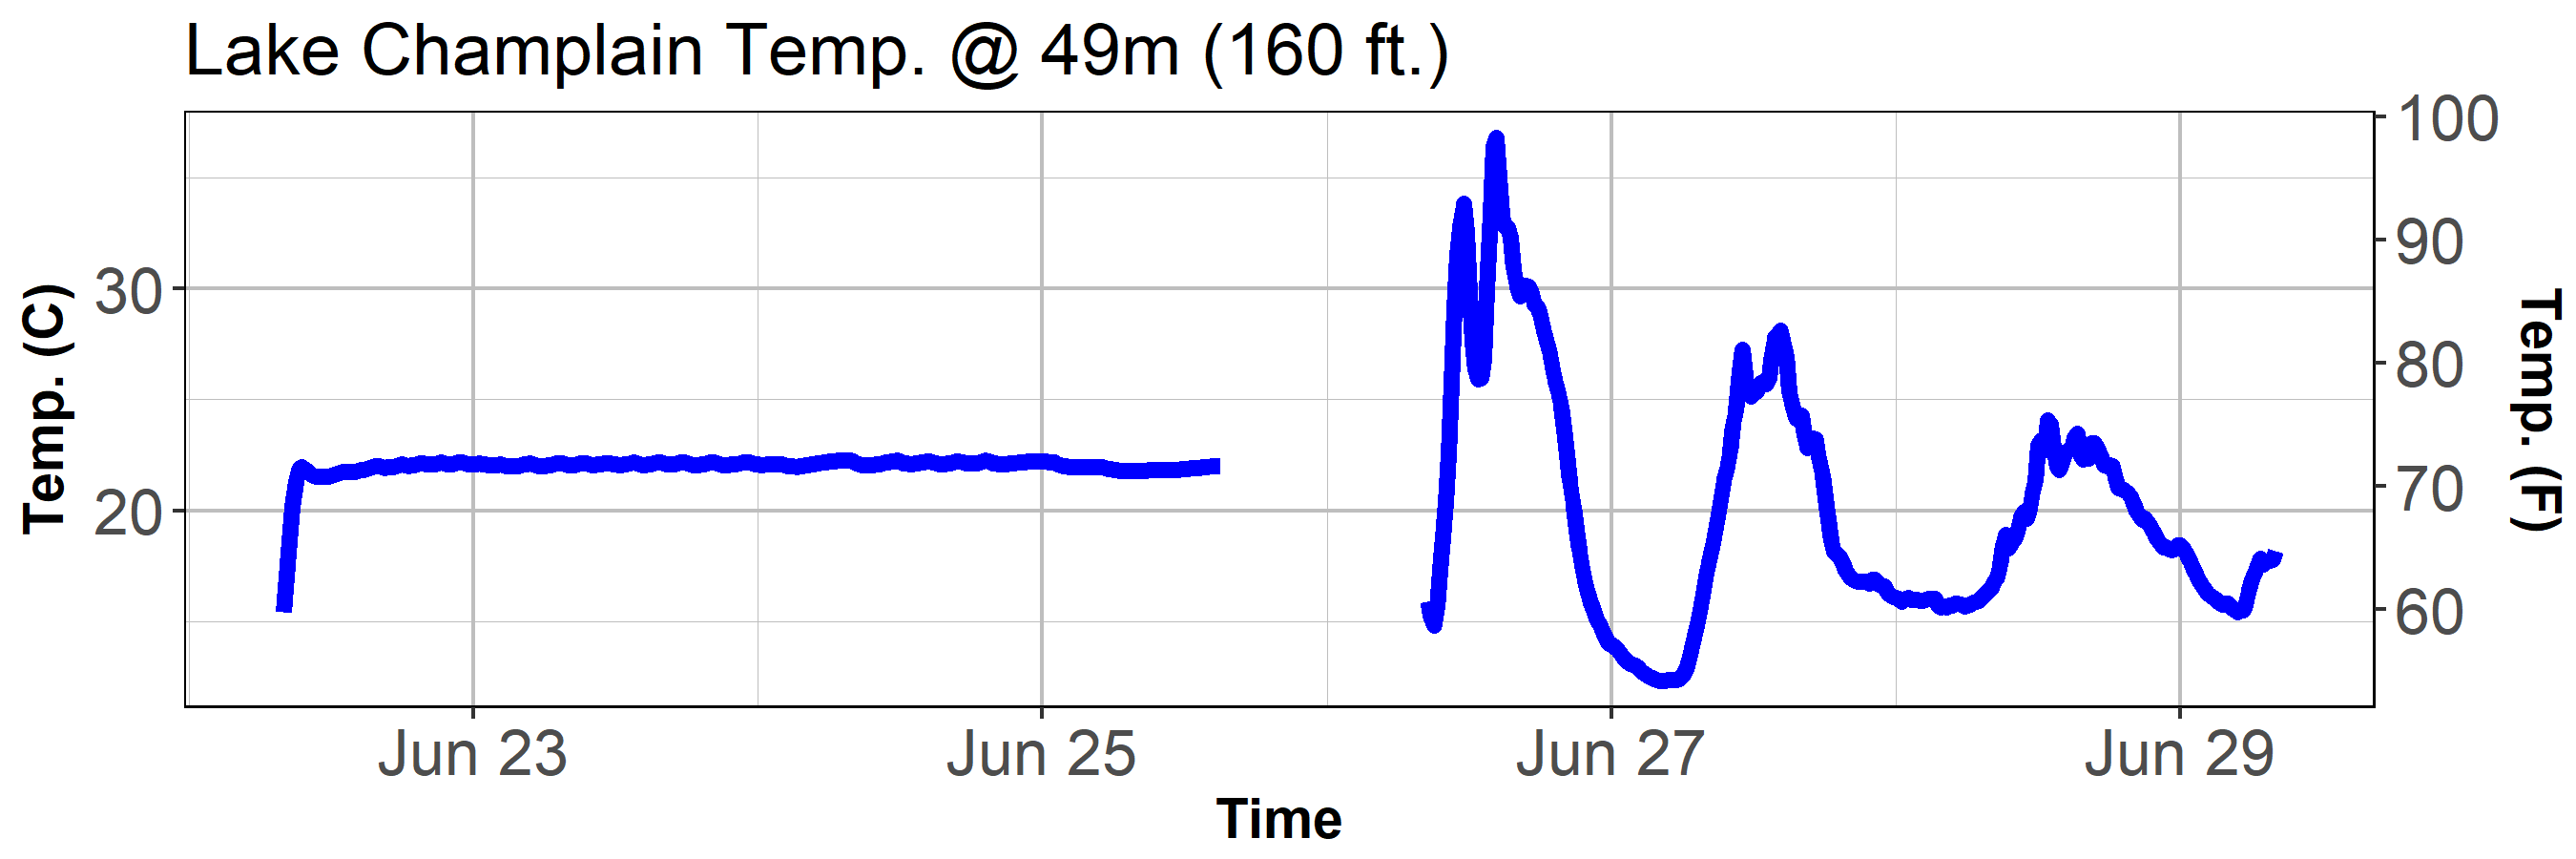 Lake Champlain Temp. @ 49m (160 ft.)
Temp. (C)
30
20
100
90
80
70
60
Temp. (F)
Jun 23 Jun 25 Jun 27 Jun 29
Time